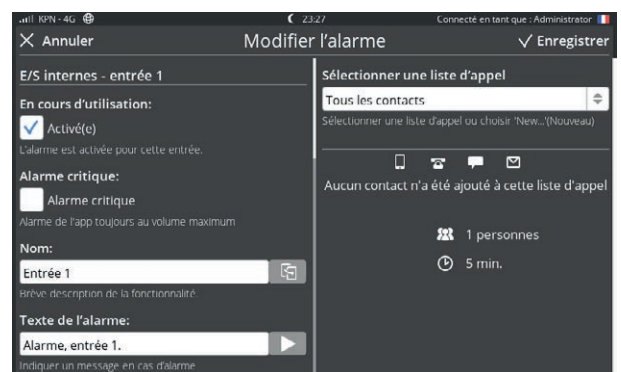 KPN - 4G
23:27
Connecté en tant que : Administrator
Annuler
Modifier l'alarme
Enregistrer
E/S internes - entrée 1
En cours d'utilisation:
Activé(e)
L'alarme est activée pour cette entrée.
Alarme critique:
Alarme critique
Alarme de l'app toujours au volume maximum
Nom:
Entrée 1
Brève description de la fonctionnalité.
Texte de l'alarme:
Alarme, entrée 1.
Indiquer un message en cas d'alarme
Sélectionner une liste d'appel
Tous les contacts
Sélectionner une liste d'appel ou choisir 'New...'(Nouveau)
Aucun contact n'a été ajouté à cette liste d'appel
1 personnes
5 min.